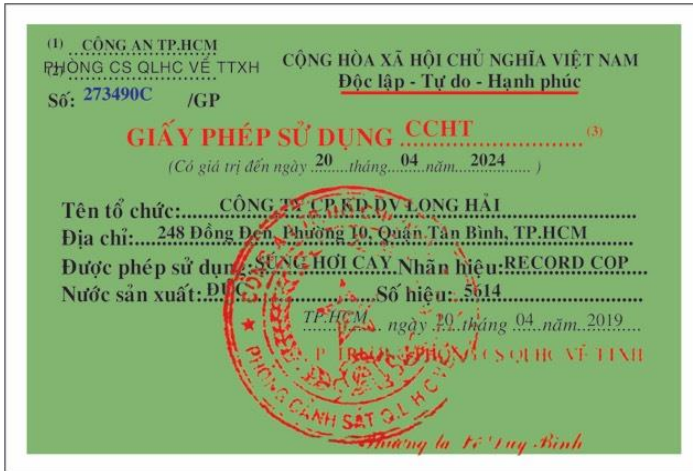 (1) CÔNG AN TP.HCM
(2)
PHÒNG CS QLHC VỀ TTXH
Số: 273490C /GP
CỘNG HÒA XÃ HỘI CHỦ NGHĨA VIỆT NAM
Độc lập - Tự do - Hạnh phúc
GIẤY PHÉP SỬ DỤNG CCHT (3)
(Có giá trị đến ngày 20 tháng 04 năm 2024 )
Tên tổ chức: CÔNG TY CP KD DV LONG HẢI
Địa chỉ: 248 Đồng Đen, Phường 10, Quận Tân Bình, TP.HCM
Được phép sử dụng: SÚNG HƠI CAY Nhãn hiệu: RECORD COP
Nước sản xuất: ĐỨC Số hiệu: 5614
TP.HCM ngày 20 tháng 04 năm 2019
PHÒNG CS QLHC VỀ TTXH
PHÒNG CẢNH SÁT Q.L.H.C VỀ